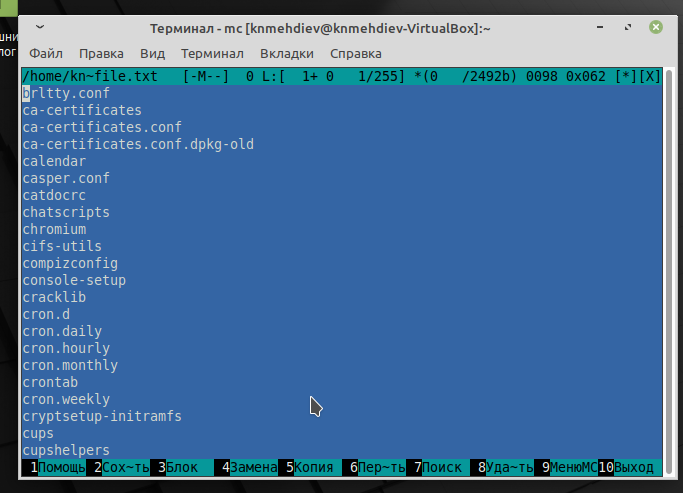 шни
лог
Терминал - mc [knmehdiev@knmehdiev-VirtualBox]:~
Файл Правка Вид Терминал Вкладки Справка
/home/kn~file.txt [-M--] 0 L:[ 1+ 0 1/255] *(0 /2492b) 0098 0x062 [*][X]
brltty.conf
ca-certificates
ca-certificates.conf
ca-certificates.conf.dpkg-old
calendar
casper.conf
catdocrc
chatscripts
chromium
cifs-utils
compizconfig
console-setup
cracklib
cron.d
cron.daily
cron.hourly
cron.monthly
crontab
cron.weekly
cryptsetup-initramfs
cups
cupshelpers
1Помощь 2Сох~ть 3Блок 4Замена 5Копия 6Пер~ть 7Поиск 8Уда~ть 9МенюMC 10Выход